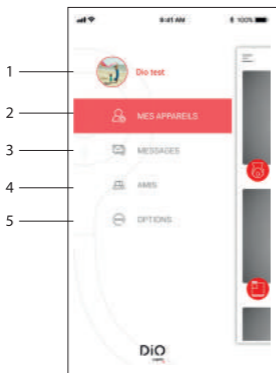 9:41 AM 100%
1 Dio test
2 MES APPAREILS
3 MESSAGES
4 AMIS
5 OPTIONS
DiO